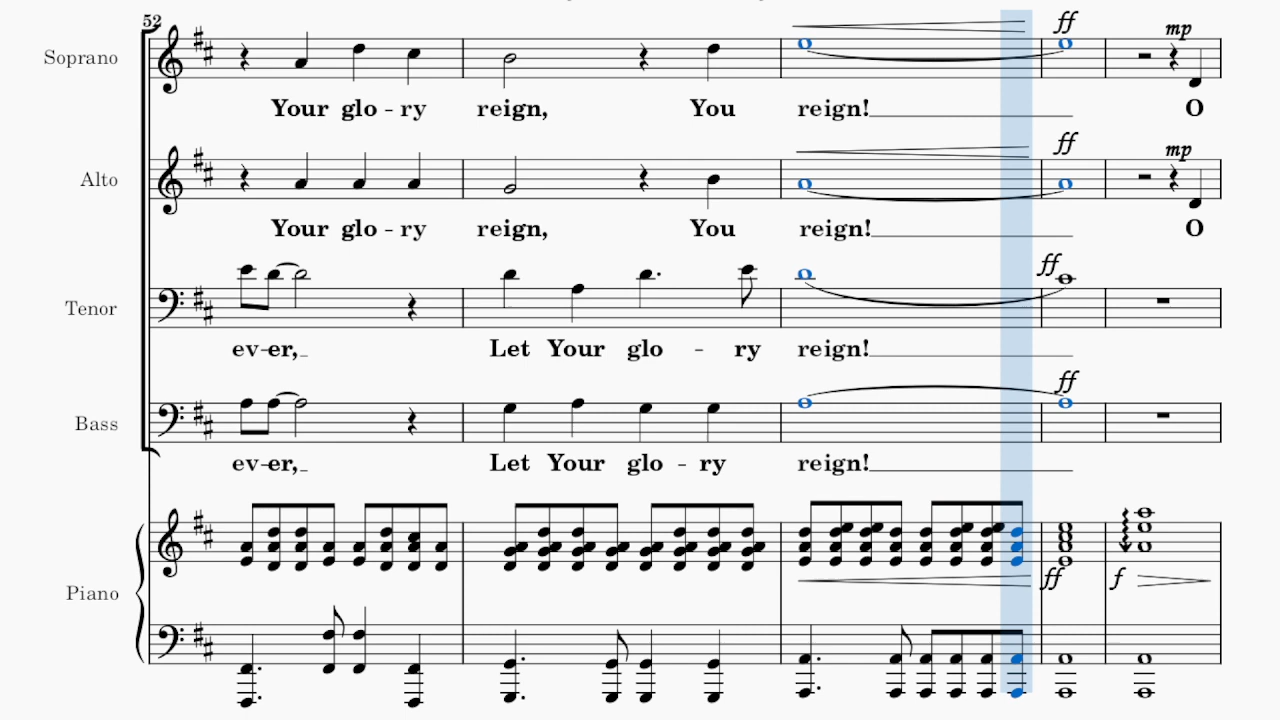 52
ff
mp
Soprano
Your glo - ry reign, You reign! O
ff
mp
Alto
Your glo - ry reign, You reign! O
ff
Tenor
ev-er, Let Your glo - ry reign!
ff
Bass
ev-er, Let Your glo - ry reign!
Piano
ff f